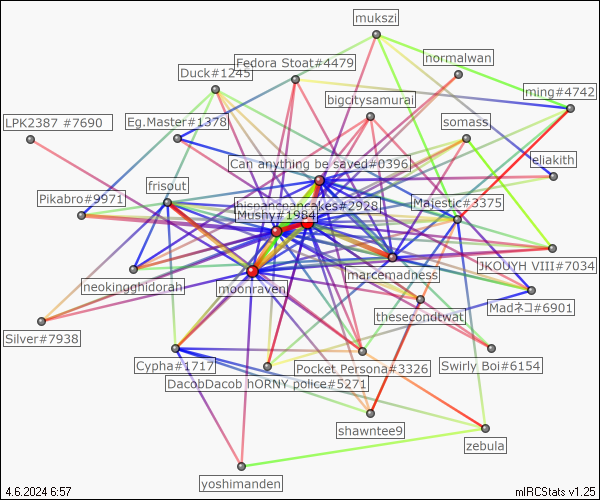 mukszi
normalwan
Fedora Stoat#4479
Duck#1245
ming#4742
bigcitysamurai
LPK2387 #7690
Eg.Master#1378
somass
Can anything be saved#0396
eliakith
frisout
Pikabro#9971
hispanicpancakes#2928
Majestic#3375
Mushy#1984
JKOUYH VIII#7034
marcemadness
neokingghidorah
moonraven
Madネコ#6901
thesecondtwat
Silver#7938
Cypha#1717
Pocket Persona#3326
Swirly Boi#6154
DacobDacob hORNY police#5271
shawntee9
zebula
yoshimanden
4.6.2024 6:57
mIRCStats v1.25